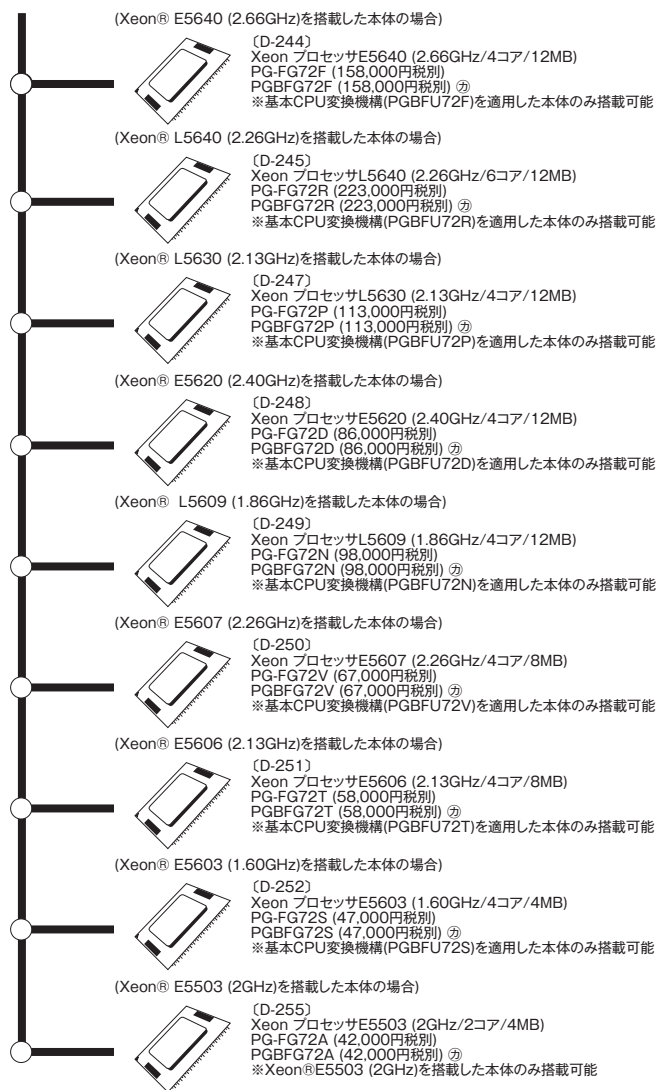 (Xeon® E5640 (2.66GHz)を搭載した本体の場合)
〔D-244〕
Xeon プロセッサE5640 (2.66GHz/4コア/12MB)
PG-FG72F (158,000円税別)
PGBFG72F (158,000円税別) ㋕
※基本CPU変換機構(PGBFU72F)を適用した本体のみ搭載可能
(Xeon® L5640 (2.26GHz)を搭載した本体の場合)
〔D-245〕
Xeon プロセッサL5640 (2.26GHz/6コア/12MB)
PG-FG72R (223,000円税別)
PGBFG72R (223,000円税別) ㋕
※基本CPU変換機構(PGBFU72R)を適用した本体のみ搭載可能
(Xeon® L5630 (2.13GHz)を搭載した本体の場合)
〔D-247〕
Xeon プロセッサL5630 (2.13GHz/4コア/12MB)
PG-FG72P (113,000円税別)
PGBFG72P (113,000円税別) ㋕
※基本CPU変換機構(PGBFU72P)を適用した本体のみ搭載可能
(Xeon® E5620 (2.40GHz)を搭載した本体の場合)
〔D-248〕
Xeon プロセッサE5620 (2.40GHz/4コア/12MB)
PG-FG72D (86,000円税別)
PGBFG72D (86,000円税別) ㋕
※基本CPU変換機構(PGBFU72D)を適用した本体のみ搭載可能
(Xeon® L5609 (1.86GHz)を搭載した本体の場合)
〔D-249〕
Xeon プロセッサL5609 (1.86GHz/4コア/12MB)
PG-FG72N (98,000円税別)
PGBFG72N (98,000円税別) ㋕
※基本CPU変換機構(PGBFU72N)を適用した本体のみ搭載可能
(Xeon® E5607 (2.26GHz)を搭載した本体の場合)
〔D-250〕
Xeon プロセッサE5607 (2.26GHz/4コア/8MB)
PG-FG72V (67,000円税別)
PGBFG72V (67,000円税別) ㋕
※基本CPU変換機構(PGBFU72V)を適用した本体のみ搭載可能
(Xeon® E5606 (2.13GHz)を搭載した本体の場合)
〔D-251〕
Xeon プロセッサE5606 (2.13GHz/4コア/8MB)
PG-FG72T (58,000円税別)
PGBFG72T (58,000円税別) ㋕
※基本CPU変換機構(PGBFU72T)を適用した本体のみ搭載可能
(Xeon® E5603 (1.60GHz)を搭載した本体の場合)
〔D-252〕
Xeon プロセッサE5603 (1.60GHz/4コア/4MB)
PG-FG72S (47,000円税別)
PGBFG72S (47,000円税別) ㋕
※基本CPU変換機構(PGBFU72S)を適用した本体のみ搭載可能
(Xeon® E5503 (2GHz)を搭載した本体の場合)
〔D-255〕
Xeon プロセッサE5503 (2GHz/2コア/4MB)
PG-FG72A (42,000円税別)
PGBFG72A (42,000円税別) ㋕
※Xeon®E5503 (2GHz)を搭載した本体のみ搭載可能